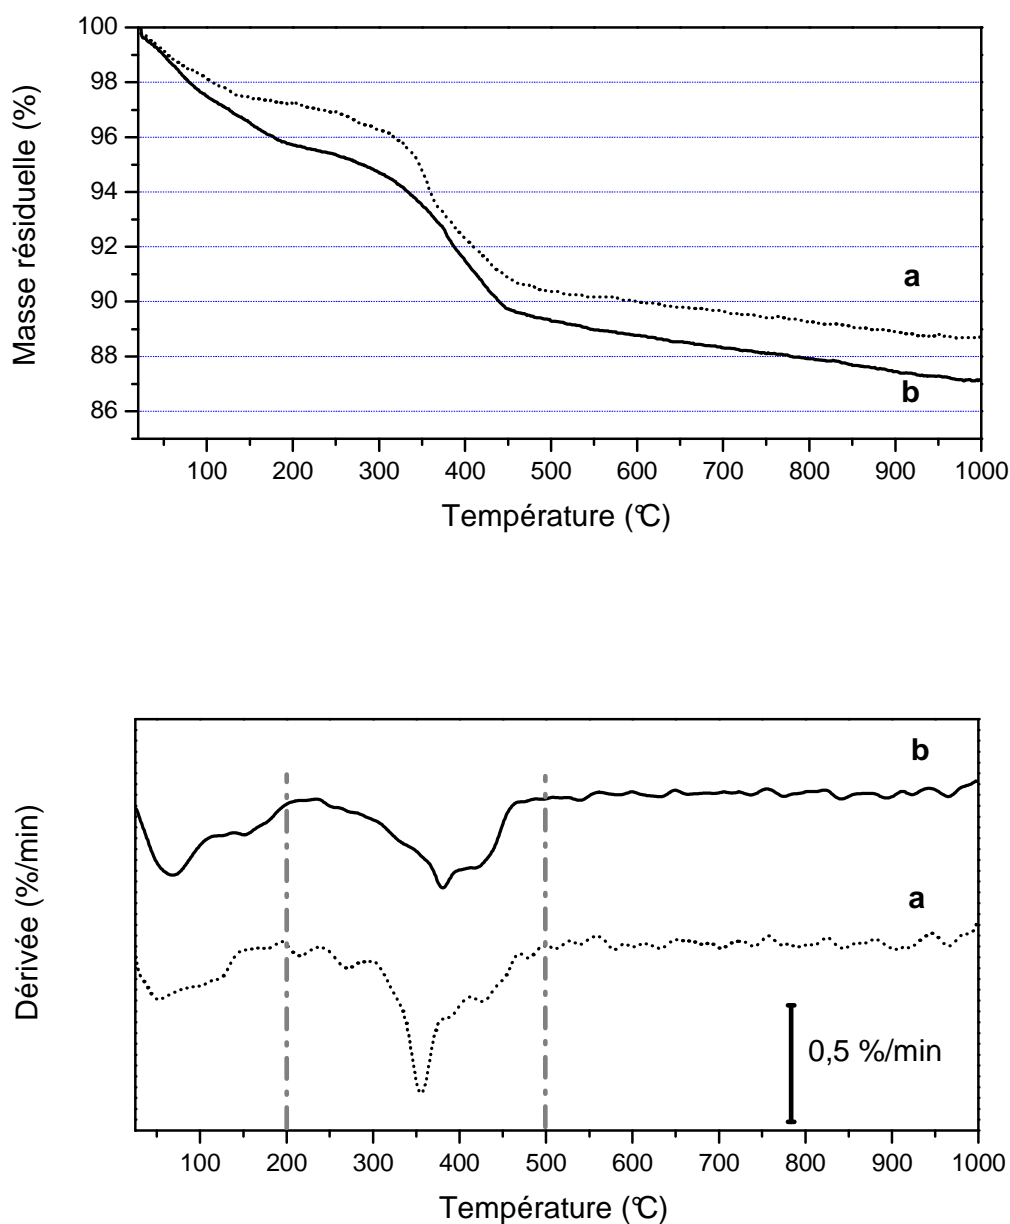 100
98
96
94
92
90
88
86
Masse résiduelle (%)
a
b
100 200 300 400 500 600 700 800 900 1000
Température (°C)
b
a
Dérivée (%/min)
0,5 %/min
100 200 300 400 500 600 700 800 900 1000
Température (°C)